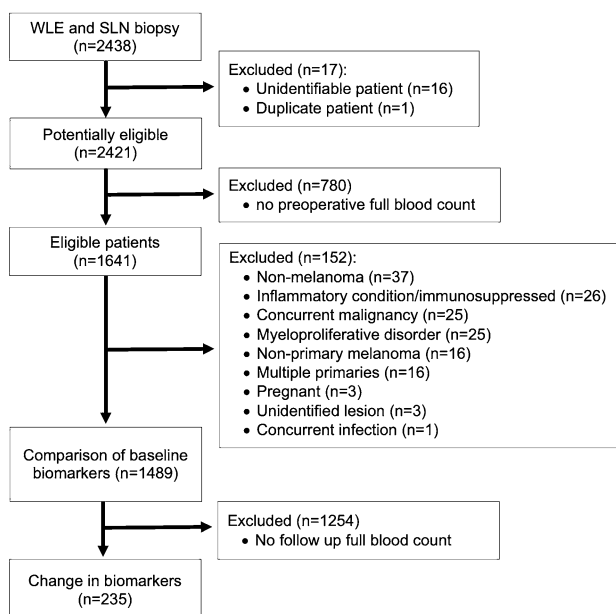 WLE and SLN biopsy
(n=2438)
Excluded (n=17):
• Unidentifiable patient (n=16)
• Duplicate patient (n=1)
Potentially eligible
(n=2421)
Excluded (n=780)
• no preoperative full blood count
Eligible patients
(n=1641)
Excluded (n=152):
• Non-melanoma (n=37)
• Inflammatory condition/immunosuppressed (n=26)
• Concurrent malignancy (n=25)
• Myeloproliferative disorder (n=25)
• Non-primary melanoma (n=16)
• Multiple primaries (n=16)
• Pregnant (n=3)
• Unidentified lesion (n=3)
• Concurrent infection (n=1)
Comparison of baseline
biomarkers (n=1489)
Excluded (n=1254)
• No follow up full blood count
Change in biomarkers
(n=235)